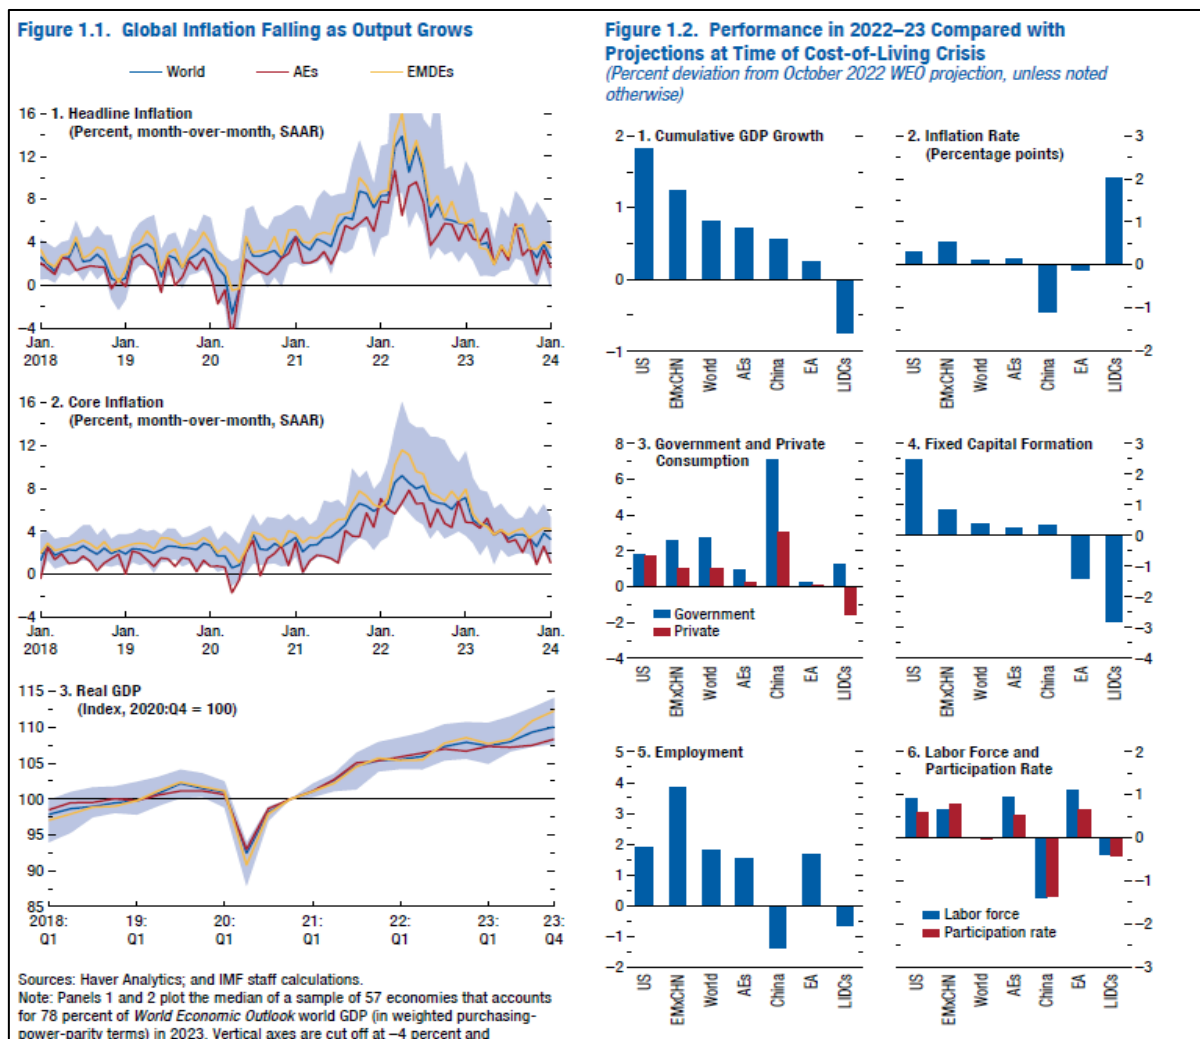 Figure 1.1. Global Inflation Falling as Output Grows
World AEs EMDEs
16 1. Headline Inflation
(Percent, month-over-month, SAAR)
12
8
4
0
–4
Jan. Jan. Jan. Jan. Jan. Jan. Jan.
2018 19 20 21 22 23 24
16 2. Core Inflation
(Percent, month-over-month, SAAR)
12
8
4
0
–4
Jan. Jan. Jan. Jan. Jan. Jan. Jan.
2018 19 20 21 22 23 24
115 3. Real GDP
(Index, 2020:Q4 = 100)
110
105
100
95
90
85
2018: 19: 20: 21: 22: 23: 23:
Q1 Q1 Q1 Q1 Q1 Q1 Q4
Sources: Haver Analytics; and IMF staff calculations.
Note: Panels 1 and 2 plot the median of a sample of 57 economies that accounts
for 78 percent of World Economic Outlook world GDP (in weighted purchasing-
power-parity terms) in 2023. Vertical axes are cut off at –4 percent and
Figure 1.2. Performance in 2022–23 Compared with
Projections at Time of Cost-of-Living Crisis
(Percent deviation from October 2022 WEO projection, unless noted
otherwise)
2 1. Cumulative GDP Growth
1
0
–1
US EMxCHN World AEs China EA LIDCs
2. Inflation Rate 3
(Percentage points)
2
1
0
–1
–2
US EMxCHN World AEs China EA LIDCs
8 3. Government and Private
Consumption
6
4
2
0
–2
–4
Government
Private
US EMxCHN World AEs China EA LIDCs
4. Fixed Capital Formation 3
2
1
0
–1
–2
–3
–4
US EMxCHN World AEs China EA LIDCs
5 5. Employment
4
3
2
1
0
–1
–2
US EMxCHN World AEs China EA LIDCs
6. Labor Force and 2
Participation Rate
1
0
–1
–2
–3
Labor force
Participation rate
US EMxCHN World AEs China EA LIDCs